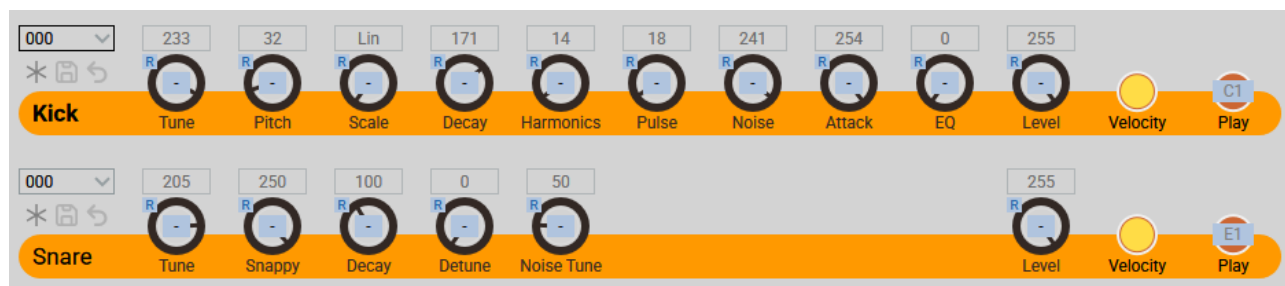 000 233 32 Lin 171 14 18 241 254 0 255
R R R R R R R R R R
- - - - - - - - - - C1
Kick Tune Pitch Scale Decay Harmonics Pulse Noise Attack EQ Level Velocity Play
000 205 250 100 0 50 255
R R R R R R
- - - - - - E1
Snare Tune Snappy Decay Detune Noise Tune Level Velocity Play